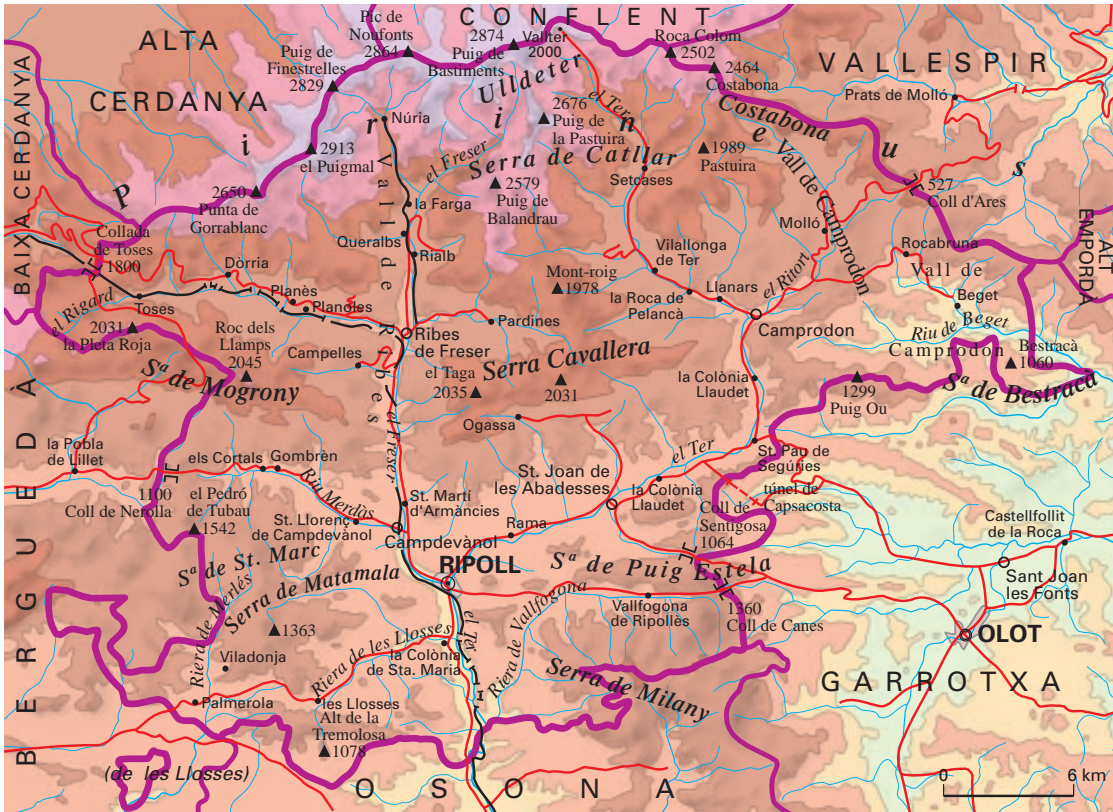 CONFLENT
ALTA
CERDANYA
VALLESPIR
BAIXA CERDANYA
ALT
EMPORDÀ
BERGUEDÀ
OSONA
GARROTXA
Pirineus
Pic de
Noufonts
2864
2874
Vallter
2000
Puig de
Bastiments
Ulldeter
Roca Colom
2502
2464
Costabona
Puig de
Finestrelles
2829
Núria
el Ter
2676
Puig de
la Pastuira
Costabona
Prats de Molló
2913
el Puigmal
el Freser
Serra de Catllar
Setcases
1989
Pastuira
Vall de Camprodon
527
Coll d'Ares
2650
Punta de
Gorrablanc
2579
Puig de
Balandrau
la Farga
Vall de Ribes
Collada
de Toses
1800
Queralbs
Rialb
Molló
Rocabruna
Vall de
Camprodon
Dòrria
Vilallonga
de Ter
el Ritort
Beget
Mont-roig
1978
Llanars
la Roca de
Pelancà
el Rigard
Toses
Planès
Planoles
Pardines
Camprodon
Riu de Beget
2031
la Pleta Roja
Roc dels
Llamps
2045
Ribes
de Freser
Campelles
Bestracà
1060
Sª de Mogrony
el Taga
2035
Serra Cavallera
2031
la Colònia
Llaudet
1299
Puig Ou
Sª de Bestracà
el Freser
Ogassa
la Pobla
de Lillet
els Cortals
Gombrèn
Riu Merdàs
el Ter
St. Pau de
Segúries
St. Joan de
les Abadesses
la Colònia
Llaudet
túnel de
Capsacosta
1100
Coll de Nerolla
el Pedró
de Tubau
1542
St. Martí
d'Armàncies
Coll de
Sentigosa
1064
Castellfollit
de la Roca
St. Llorenç
de Campdevànol
Campdevànol
Rama
Sª de St. Marc
RIPOLL
Sª de Puig Estela
Sant Joan
les Fonts
Riera de Merlés
Serra de Matamala
Riera de Vallfogona
Vallfogona
de Ripollès
1360
Coll de Canes
1363
el Ter
OLOT
Viladonja
Riera de les Llosses
la Colònia
de Sta. Maria
Serra de Milany
Palmerola
les Llosses
Alt de la
Tremolosa
1078
(de les Llosses)
0
6 km